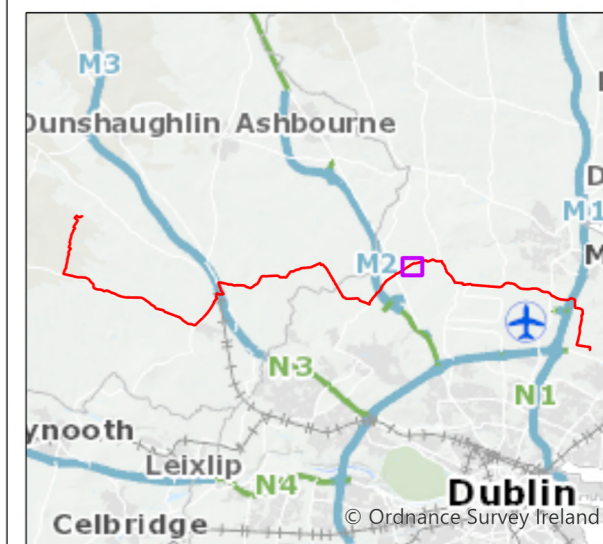 M3
Dunshaughlin
Ashbourne
D
M1
M
M2
N3
N1
ynooth
Leixlip
N4
Dublin
Celbridge
© Ordnance Survey Ireland